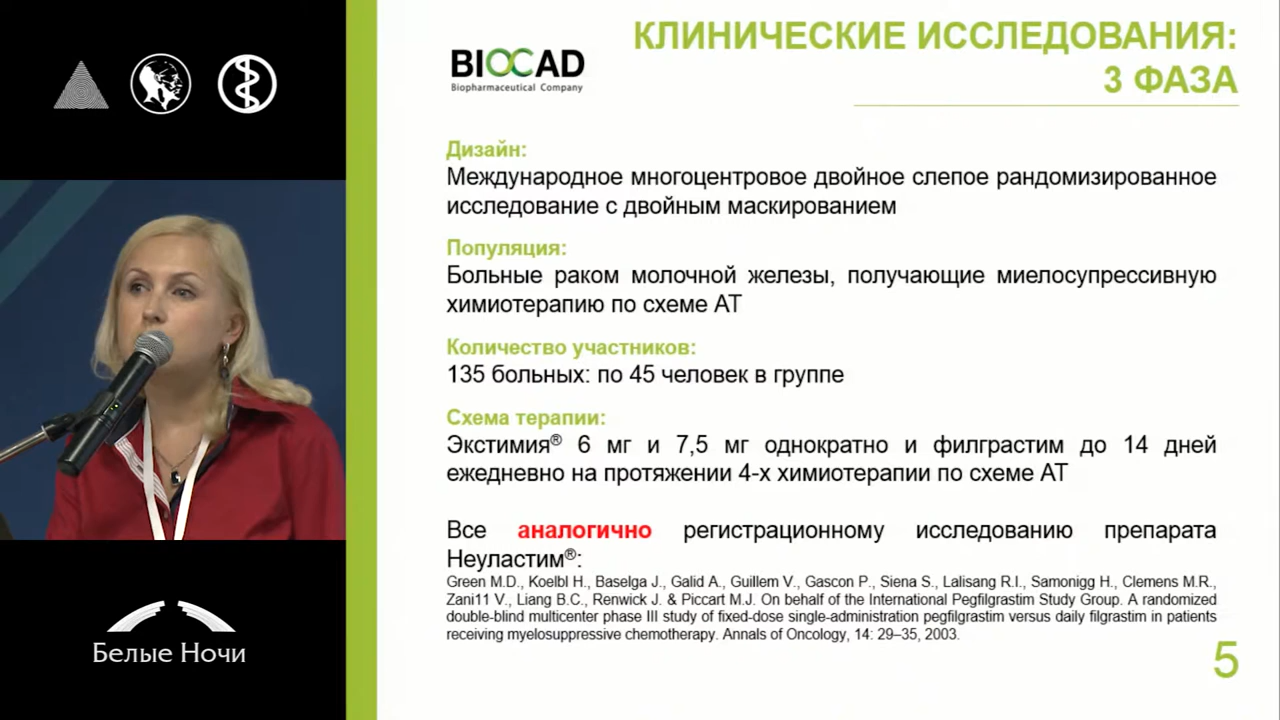 BIOCAD
Biopharmaceutical Company
КЛИНИЧЕСКИЕ ИССЛЕДОВАНИЯ:
3 ФАЗА
Дизайн:
Международное многоцентровое двойное слепое рандомизированное
исследование с двойным маскированием
Популяция:
Больные раком молочной железы, получающие миелосупрессивную
химиотерапию по схеме АТ
Количество участников:
135 больных: по 45 человек в группе
Схема терапии:
Экстимия® 6 мг и 7,5 мг однократно и филграстим до 14 дней
ежедневно на протяжении 4-х химиотерапии по схеме АТ
Все аналогично регистрационному исследованию препарата
Неуластим®:
Green M.D., Koelbl H., Baselga J., Galid A., Guillem V., Gascon P., Siena S., Lalisang R.I., Samonigg H., Clemens M.R.,
Zani11 V., Liang B.C., Renwick J. & Piccart M.J. On behalf of the International Pegfilgrastim Study Group. A randomized
double-blind multicenter phase III study of fixed-dose single-administration pegfilgrastim versus daily filgrastim in patients
receiving myelosuppressive chemotherapy. Annals of Oncology, 14: 29–35, 2003.
5
Белые Ночи